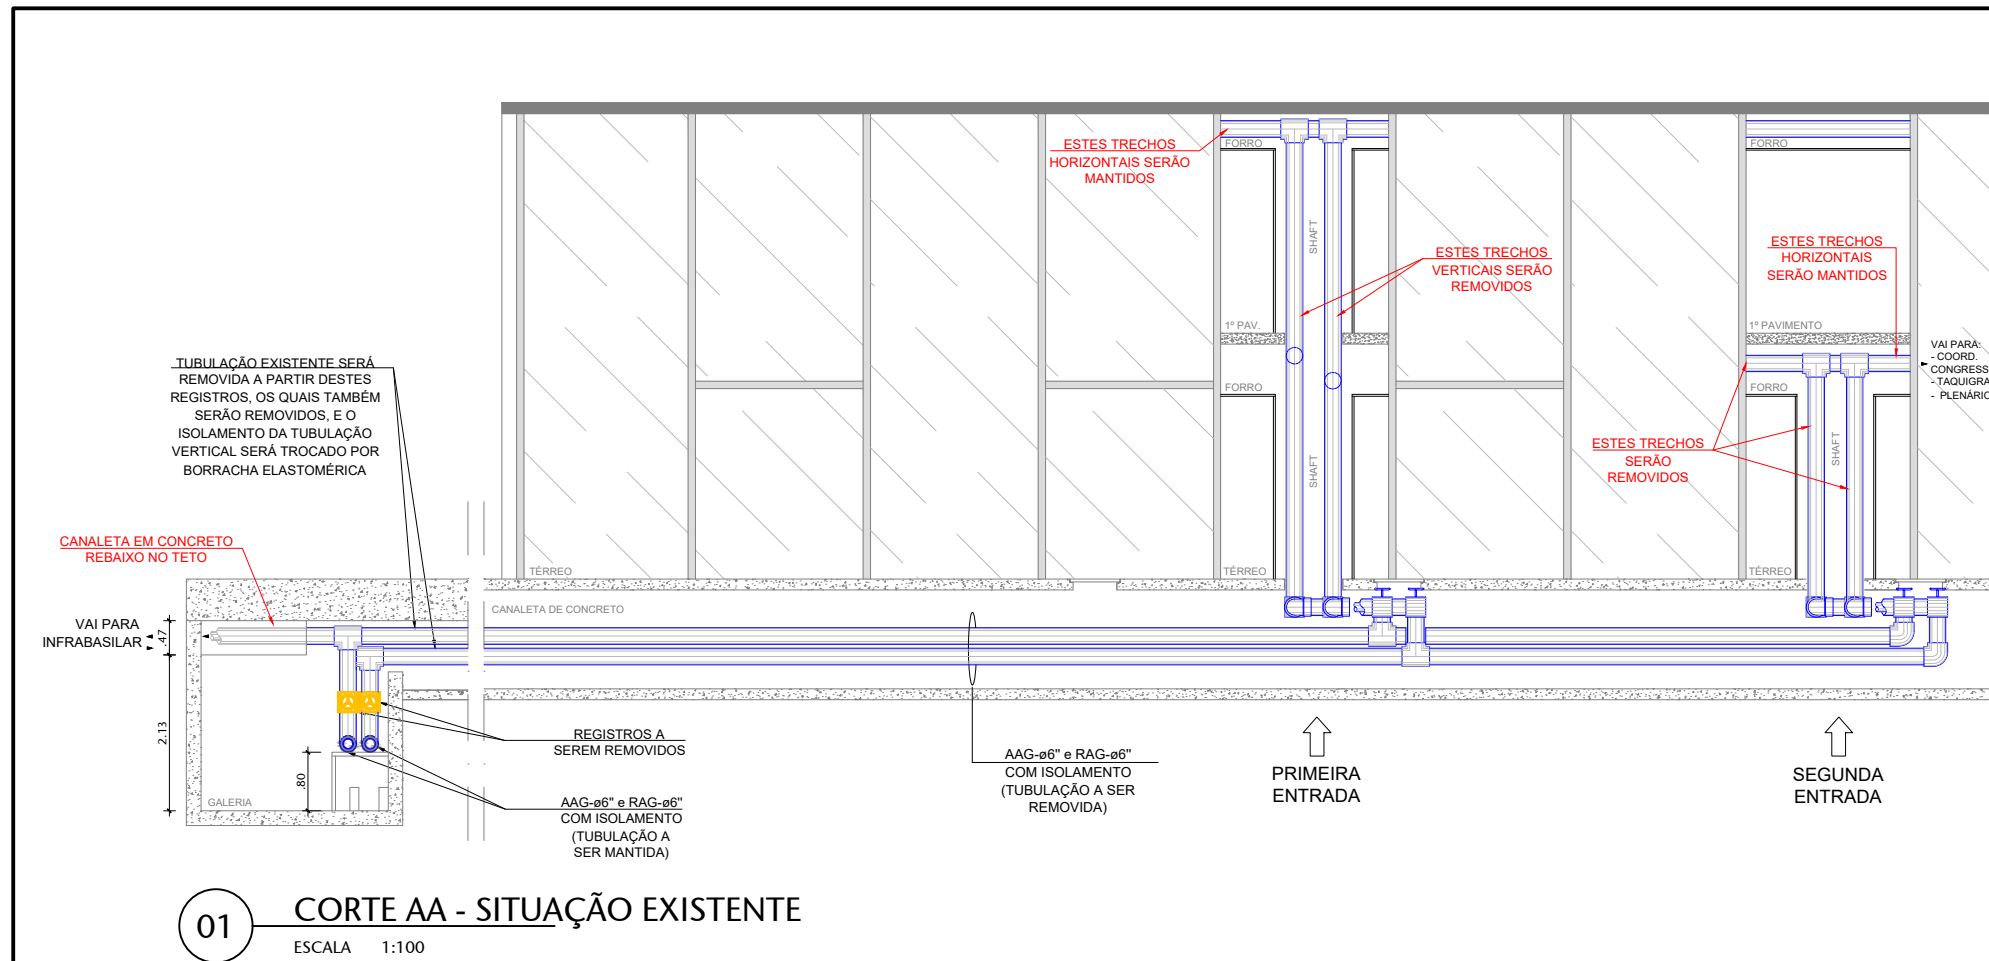 ESTES TRECHOS
HORIZONTAIS SERÃO
MANTIDOS
FORRO
FORRO
SHAFT
ESTES TRECHOS
VERTICAIS SERÃO
REMOVIDOS
ESTES TRECHOS
HORIZONTAIS
SERÃO MANTIDOS
1º PAV.
1º PAVIMENTO
VAI PARA:
- COORD.
CONGRESS
- TAQUIGRA
- PLENÁRIO
FORRO
FORRO
TUBULAÇÃO EXISTENTE SERÁ
REMOVIDA A PARTIR DESTES
REGISTROS, OS QUAIS TAMBÉM
SERÃO REMOVIDOS, E O
ISOLAMENTO DA TUBULAÇÃO
VERTICAL SERÁ TROCADO POR
BORRACHA ELASTOMÉRICA
SHAFT
ESTES TRECHOS
SERÃO
REMOVIDOS
SHAFT
CANALETA EM CONCRETO
REBAIXO NO TETO
TÉRREO
TÉRREO
TÉRREO
CANALETA DE CONCRETO
VAI PARA
INFRABASILAR
.47
2.13
.80
GALERIA
REGISTROS A
SEREM REMOVIDOS
AAG-ø6" e RAG-ø6"
COM ISOLAMENTO
(TUBULAÇÃO A
SER MANTIDA)
AAG-ø6" e RAG-ø6"
COM ISOLAMENTO
(TUBULAÇÃO A SER
REMOVIDA)
PRIMEIRA
ENTRADA
SEGUNDA
ENTRADA
01
CORTE AA - SITUAÇÃO EXISTENTE
ESCALA 1:100